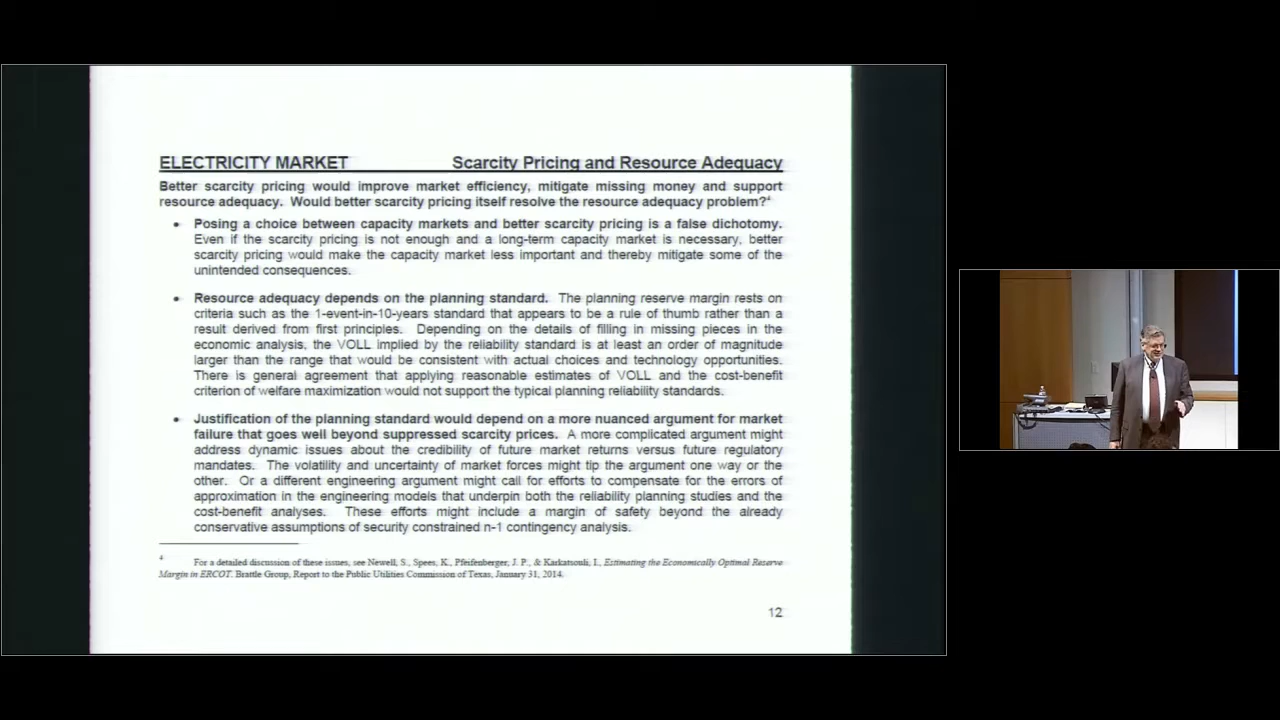 ELECTRICITY MARKET Scarcity Pricing and Resource Adequacy
Better scarcity pricing would improve market efficiency, mitigate missing money and support
resource adequacy. Would better scarcity pricing itself resolve the resource adequacy problem?4
• Posing a choice between capacity markets and better scarcity pricing is a false dichotomy.
Even if the scarcity pricing is not enough and a long-term capacity market is necessary, better
scarcity pricing would make the capacity market less important and thereby mitigate some of the
unintended consequences.
• Resource adequacy depends on the planning standard. The planning reserve margin rests on
criteria such as the 1-event-in-10-years standard that appears to be a rule of thumb rather than a
result derived from first principles. Depending on the details of filling in missing pieces in the
economic analysis, the VOLL implied by the reliability standard is at least an order of magnitude
larger than the range that would be consistent with actual choices and technology opportunities.
There is general agreement that applying reasonable estimates of VOLL and the cost-benefit
criterion of welfare maximization would not support the typical planning reliability standards.
• Justification of the planning standard would depend on a more nuanced argument for market
failure that goes well beyond suppressed scarcity prices. A more complicated argument might
address dynamic issues about the credibility of future market returns versus future regulatory
mandates. The volatility and uncertainty of market forces might tip the argument one way or the
other. Or a different engineering argument might call for efforts to compensate for the errors of
approximation in the engineering models that underpin both the reliability planning studies and the
cost-benefit analyses. These efforts might include a margin of safety beyond the already
conservative assumptions of security constrained n-1 contingency analysis.
4 For a detailed discussion of these issues, see Newell, S., Spees, K., Pfeifenberger, J. P., & Karkatsouli, I., Estimating the Economically Optimal Reserve
Margin in ERCOT. Brattle Group, Report to the Public Utilities Commission of Texas, January 31, 2014.
12